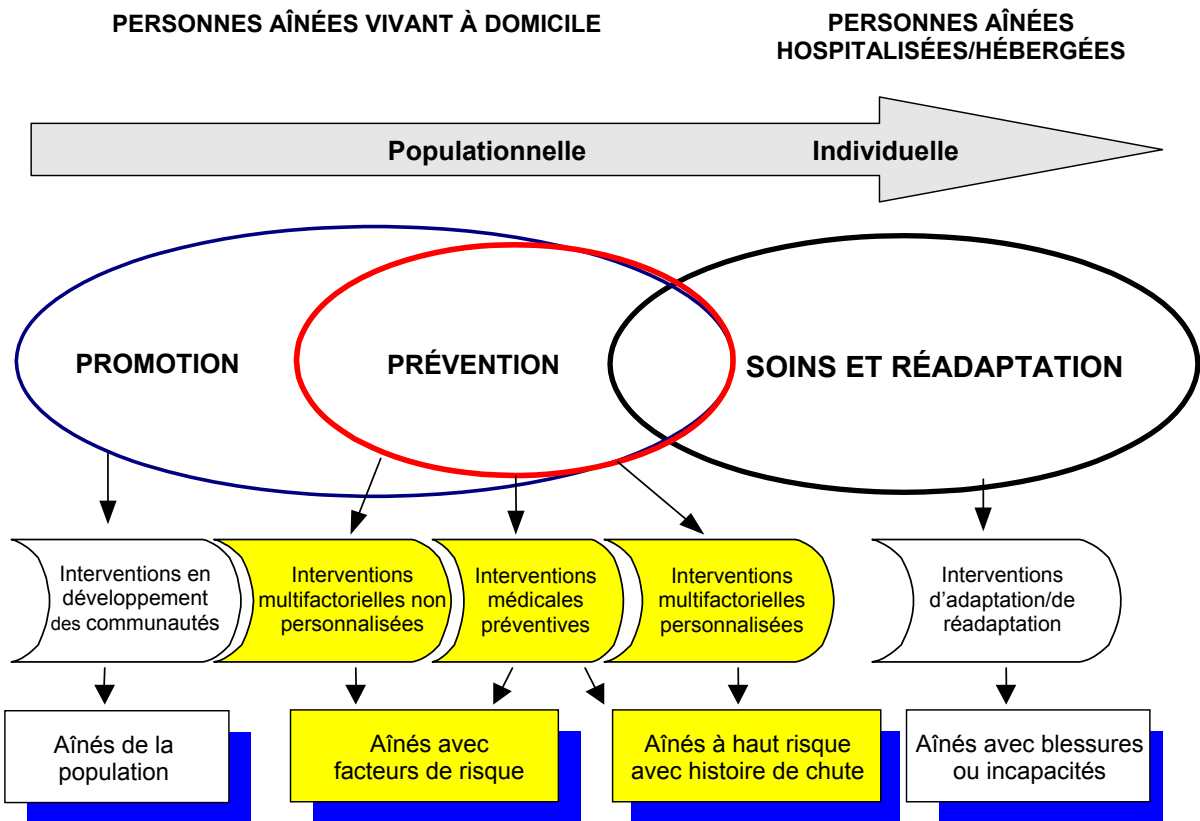 PERSONNES AÎNÉES VIVANT À DOMICILE
PERSONNES AÎNÉES
HOSPITALISÉES/HÉBERGÉES
Populationnelle
Individuelle
PROMOTION
PRÉVENTION
SOINS ET RÉADAPTATION
Interventions en
développement
des communautés
Interventions
multifactorielles non
personnalisées
Interventions
médicales
préventives
Interventions
multifactorielles
personnalisées
Interventions
d’adaptation/de
réadaptation
Aînés de la
population
Aînés avec
facteurs de risque
Aînés à haut risque
avec histoire de chute
Aînés avec blessures
ou incapacités